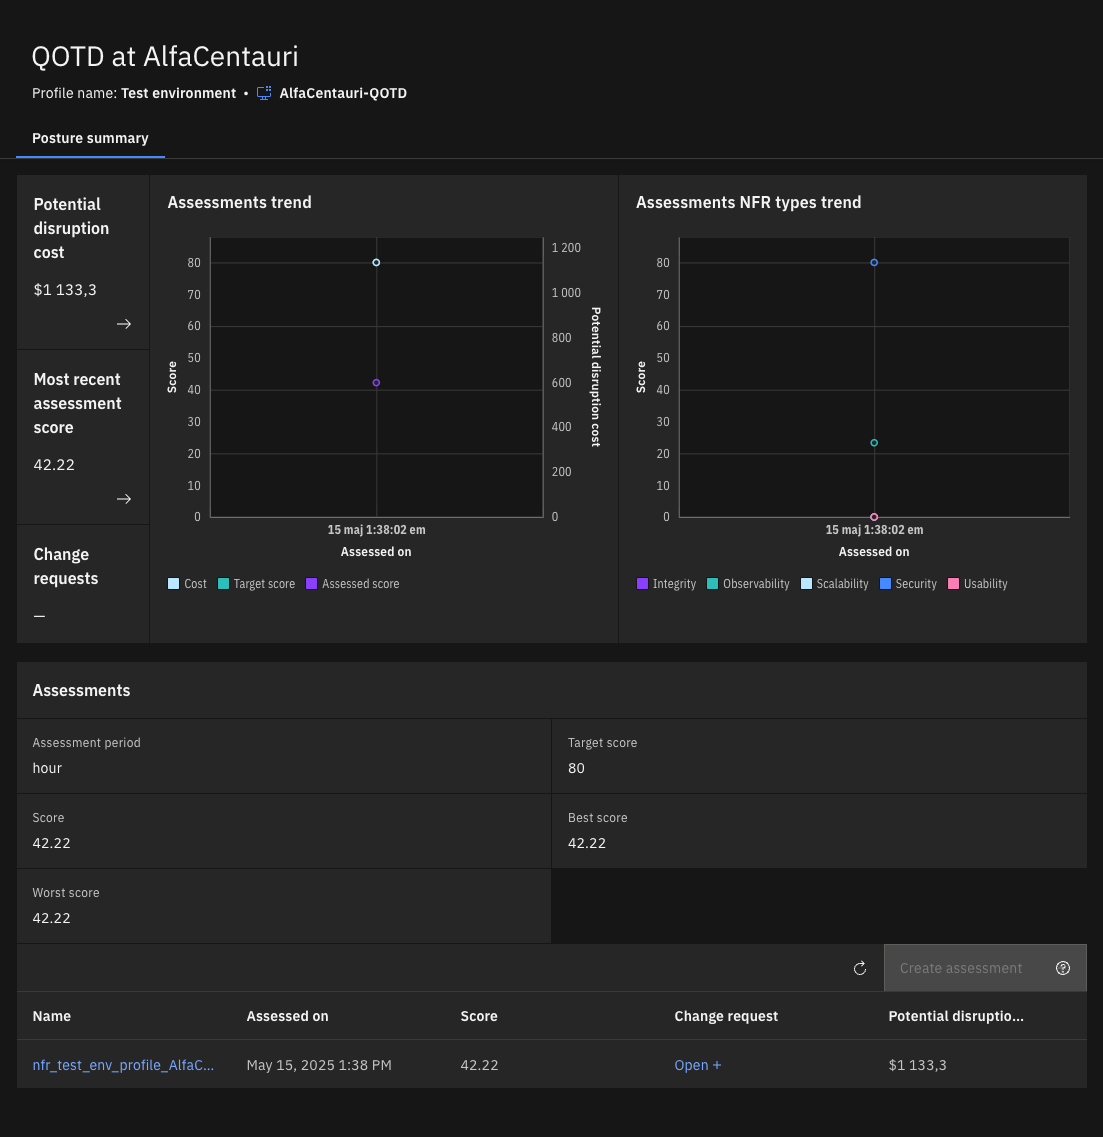 QOTD at AlfaCentauri
Profile name: Test environment • AlfaCentauri-QOTD
Posture summary
Potential
disruption
cost
$1 133,3
Most recent
assessment
score
42.22
Change
requests
–
Assessments trend
Score
80
70
60
50
40
30
20
10
0
1 200
1 000
800
600
400
200
0
Potential disruption cost
15 maj 1:38:02 em
Assessed on
Cost Target score Assessed score
Assessments NFR types trend
Score
80
70
60
50
40
30
20
10
0
15 maj 1:38:02 em
Assessed on
Integrity Observability Scalability Security Usability
Assessments
Assessment period
hour
Target score
80
Score
42.22
Best score
42.22
Worst score
42.22
Create assessment
Name Assessed on Score Change request Potential disruptio...
nfr_test_env_profile_AlfaC... May 15, 2025 1:38 PM 42.22 Open + $1 133,3